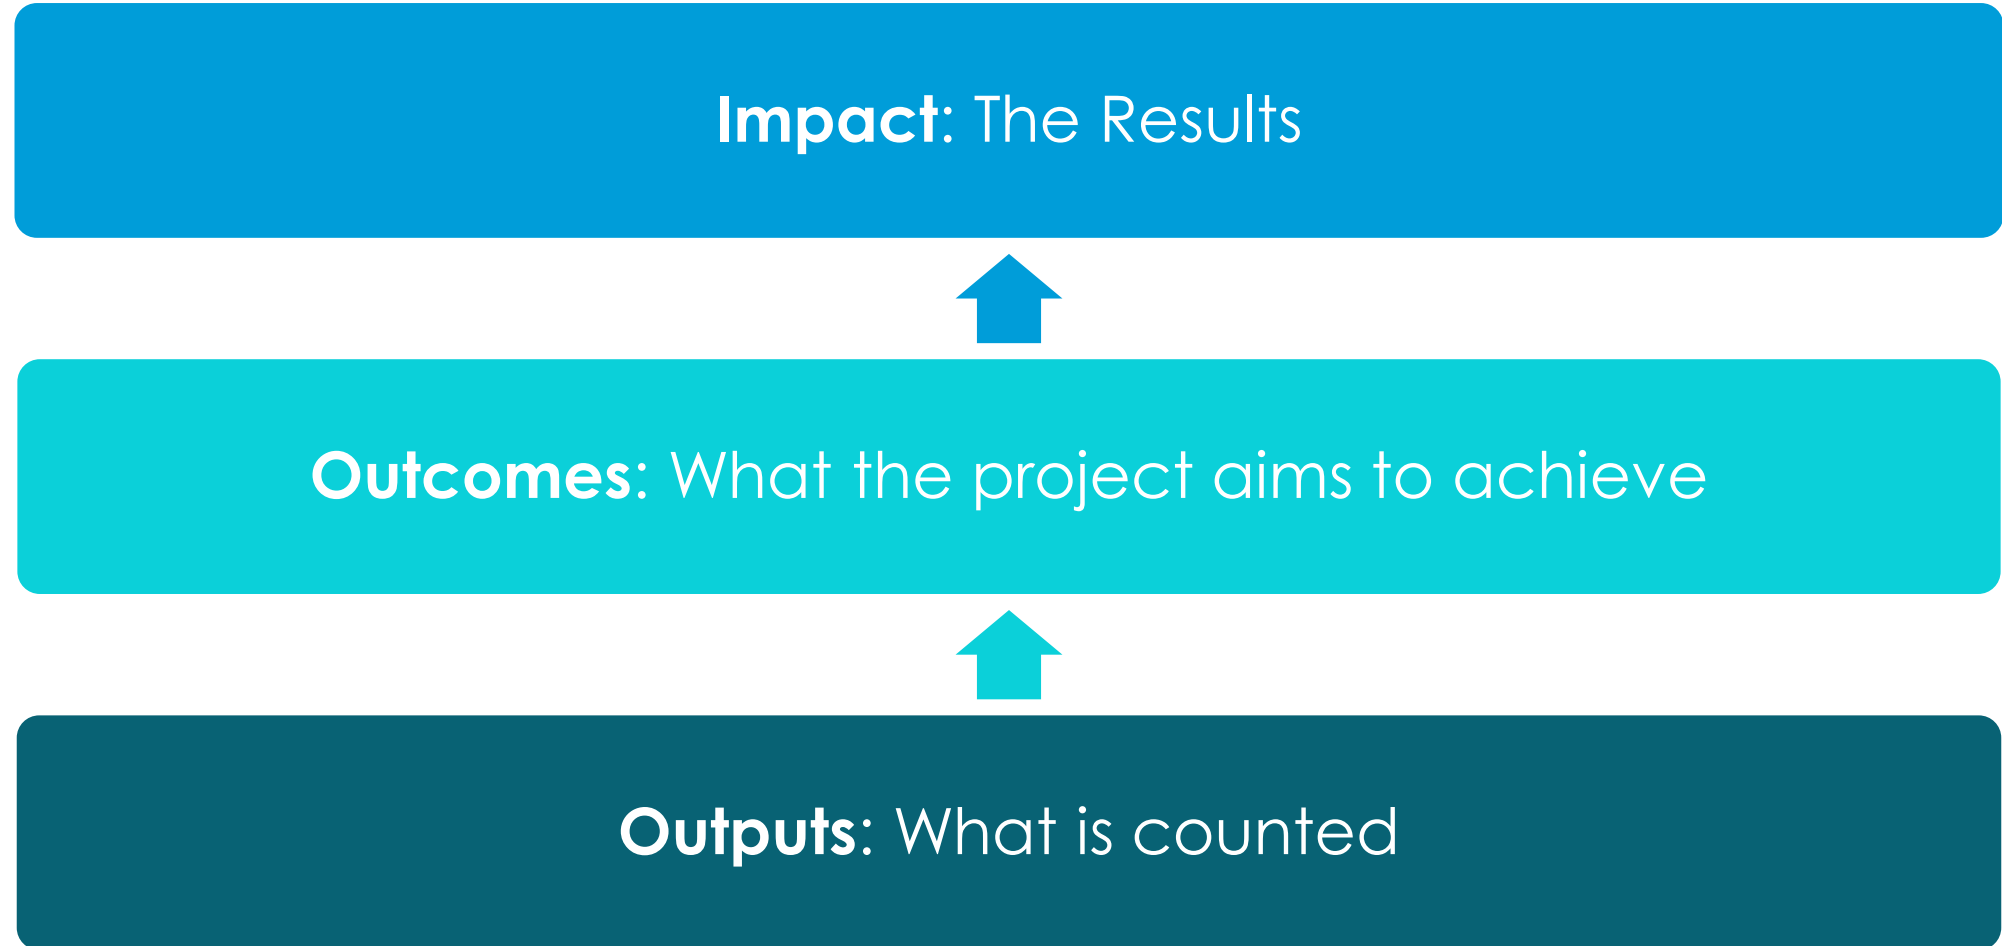 Impact: The Results
Outcomes: What the project aims to achieve
Outputs: What is counted